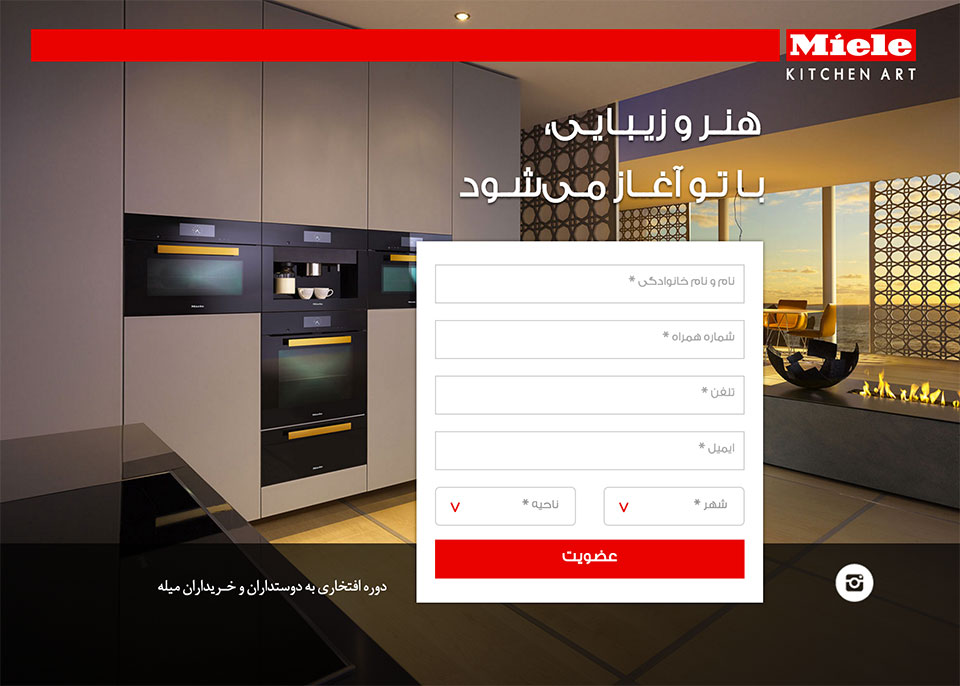 Miele
KITCHEN ART
هنر و زیبایی،
با تو آغاز می‌شود
نام و نام خانوادگی *
شماره همراه *
تلفن *
ایمیل *
شهر *
ناحیه *
عضویت
دوره افتخاری به دوستداران و خریداران میله